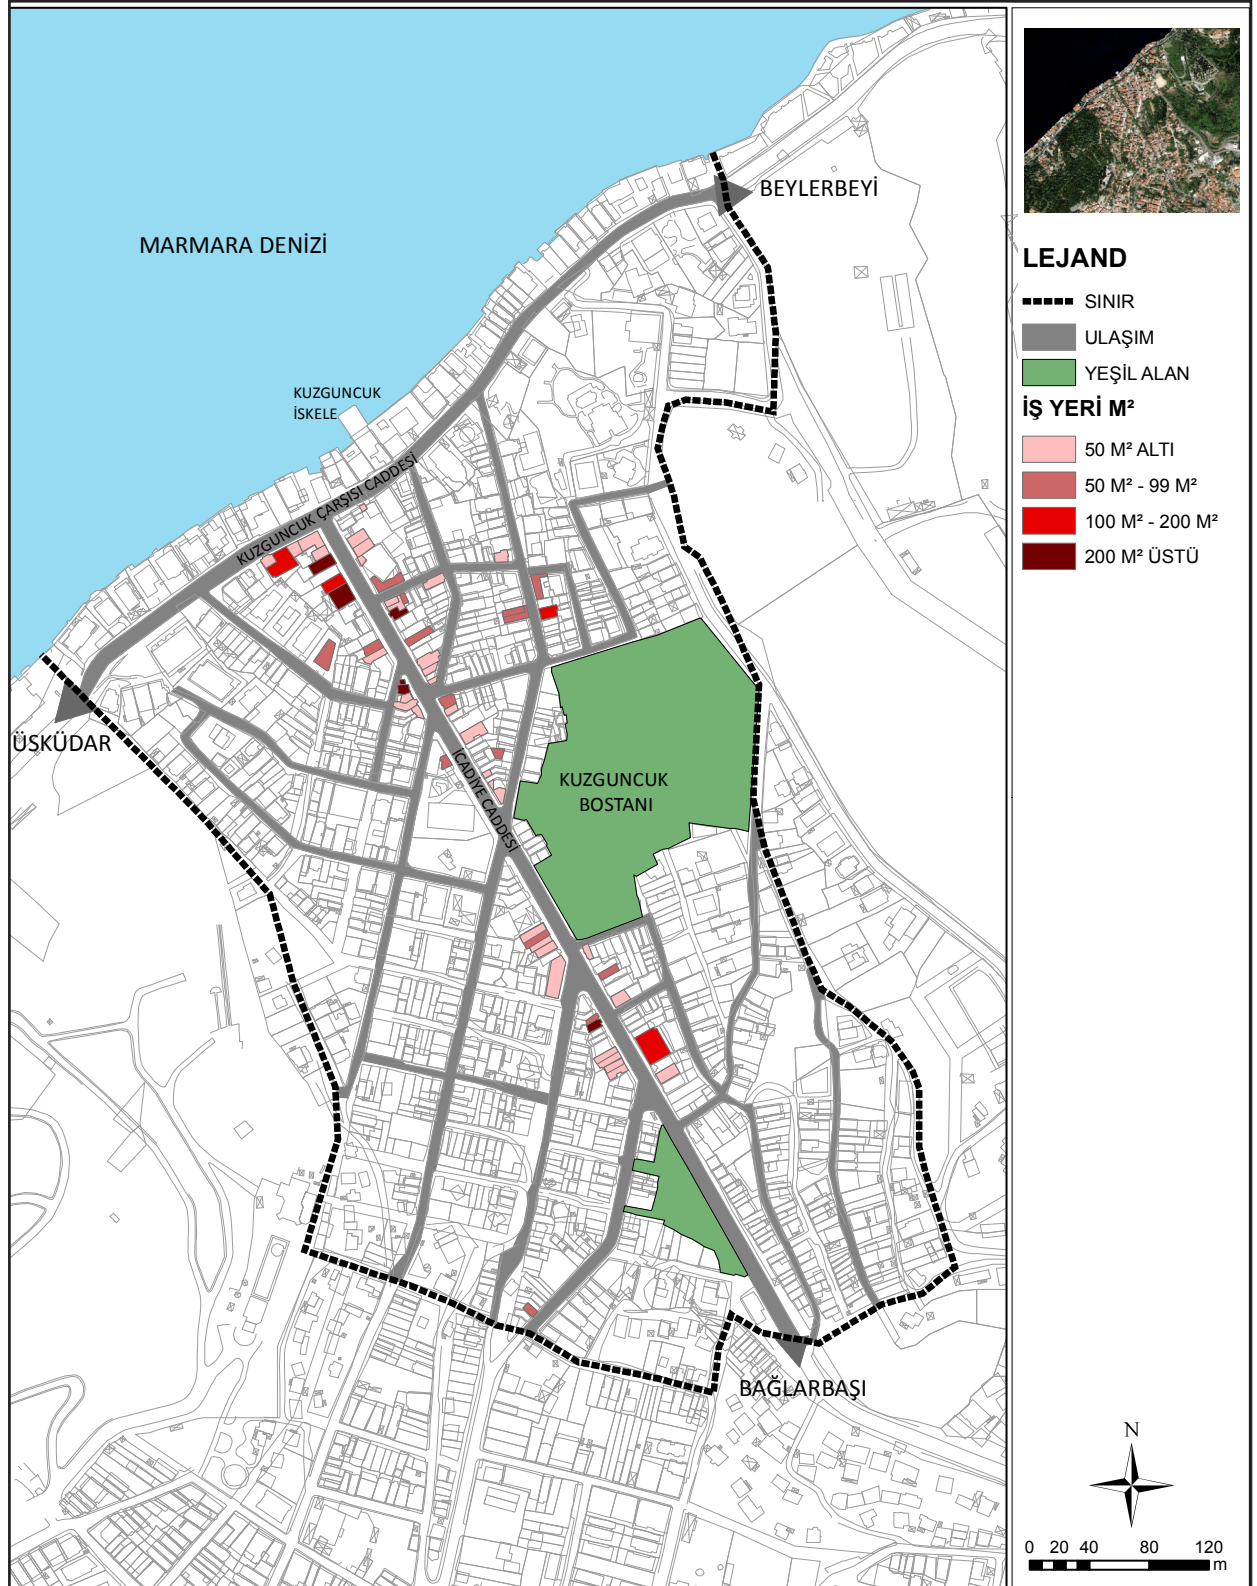 MARMARA DENİZİ
BEYLERBEYİ
KUZGUNCUK
İSKELE
KUZGUNCUK ÇARŞISI CADDESİ
ÜSKÜDAR
İCADİYE CADDESİ
KUZGUNCUK
BOSTANI
BAĞLARBAŞI
LEJAND
SINIR
ULAŞIM
YEŞİL ALAN
İŞ YERİ M²
50 M² ALTI
50 M² - 99 M²
100 M² - 200 M²
200 M² ÜSTÜ
N
0 20 40 80 120
m